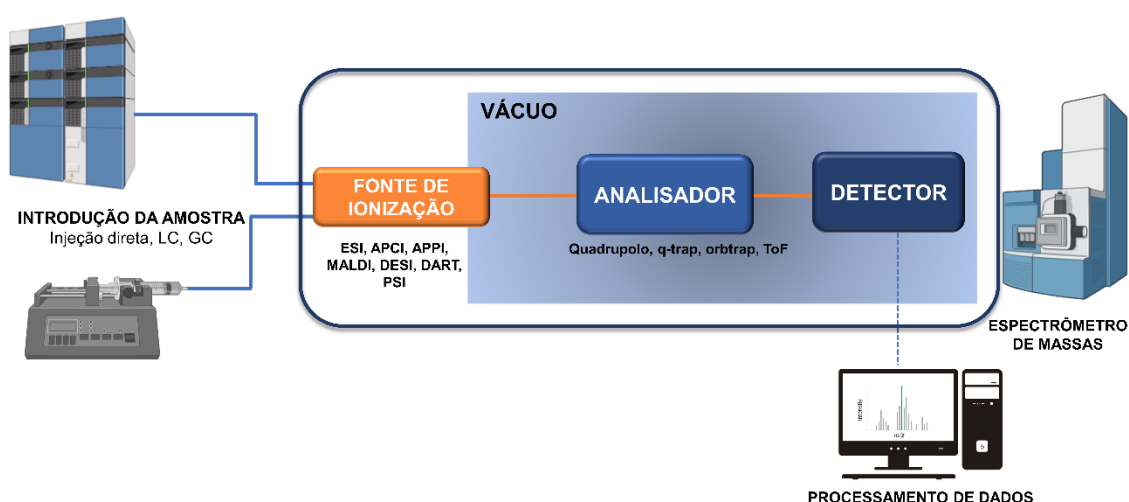 VÁCUO
FONTE DE
IONIZAÇÃO
ANALISADOR
DETECTOR
INTRODUÇÃO DA AMOSTRA
Injeção direta, LC, GC
ESI, APCI, APPI,
MALDI, DESI, DART,
PSI
Quadrupolo, q-trap, orbtrap, ToF
ESPECTRÔMETRO
DE MASSAS
Intensity
PROCESSAMENTO DE DADOS